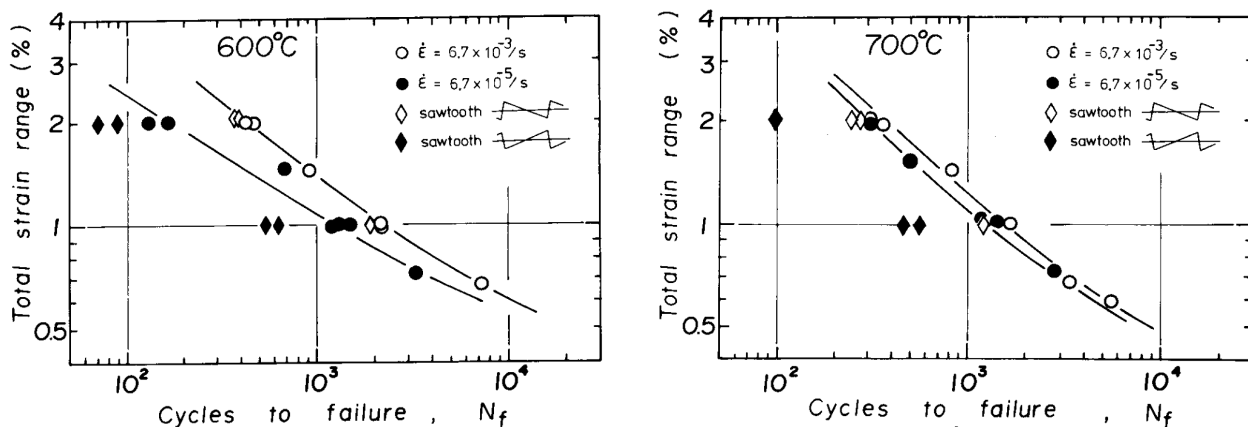 600°C
○ ε̇ = 6.7×10⁻³/s
● ε̇ = 6.7×10⁻⁵/s
◇ sawtooth
◆ sawtooth
Total strain range (%)
4
3
2
1
0.5
10²
10³
10⁴
Cycles to failure , N_f
700°C
○ ε̇ = 6.7×10⁻³/s
● ε̇ = 6.7×10⁻⁵/s
◇ sawtooth
◆ sawtooth
Total strain range (%)
4
3
2
1
0.5
10²
10³
10⁴
Cycles to failure , N_f